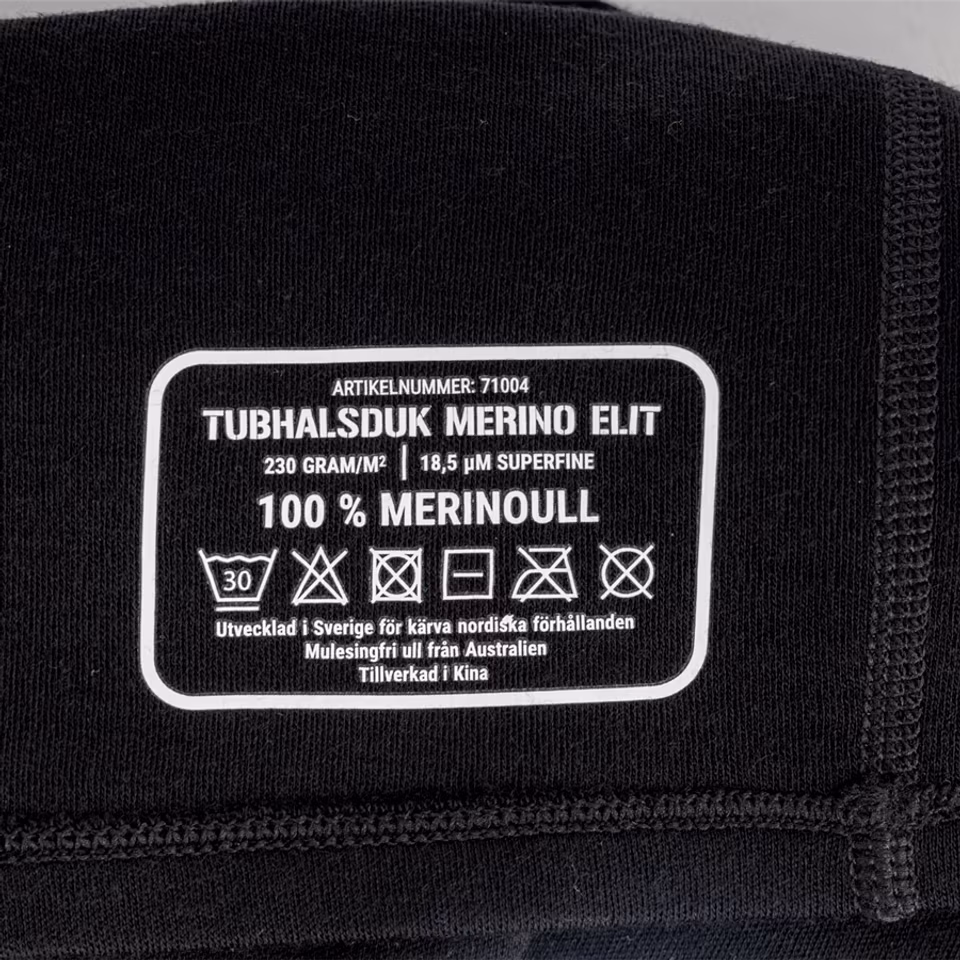 ARTIKELNUMMER: 71004
TUBHALSDUK MERINO ELIT
230 GRAM/M² | 18,5 µM SUPERFINE
100 % MERINOULL
30
Utvecklad i Sverige för kärva nordiska förhållanden
Mulesingfri ull från Australien
Tillverkad i Kina